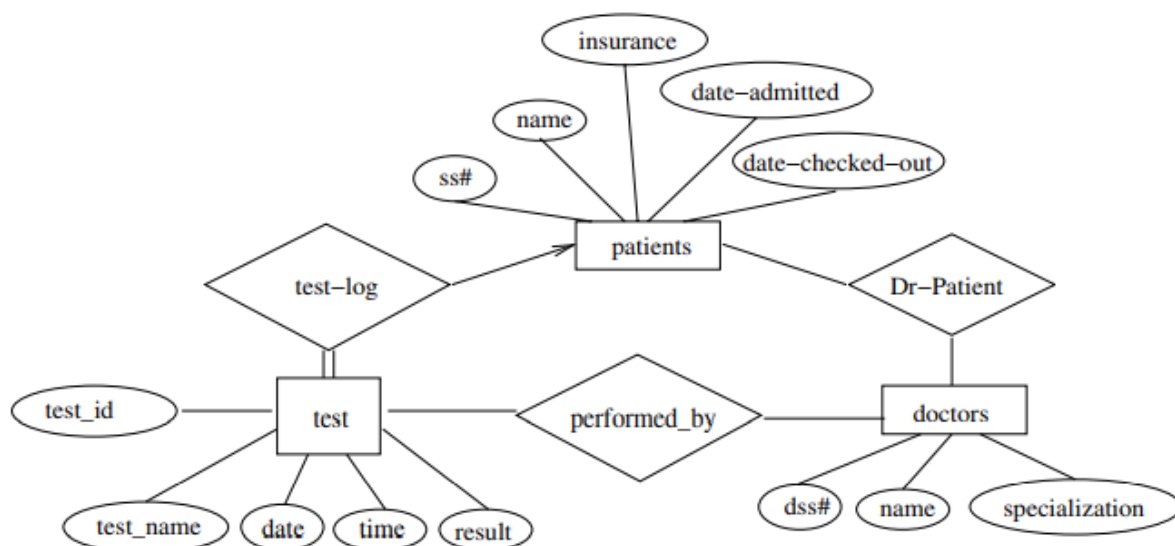 insurance
date-admitted
name
date-checked-out
ss#
patients
test-log
Dr-Patient
test_id
test
performed_by
doctors
test_name
date
time
result
dss#
name
specialization